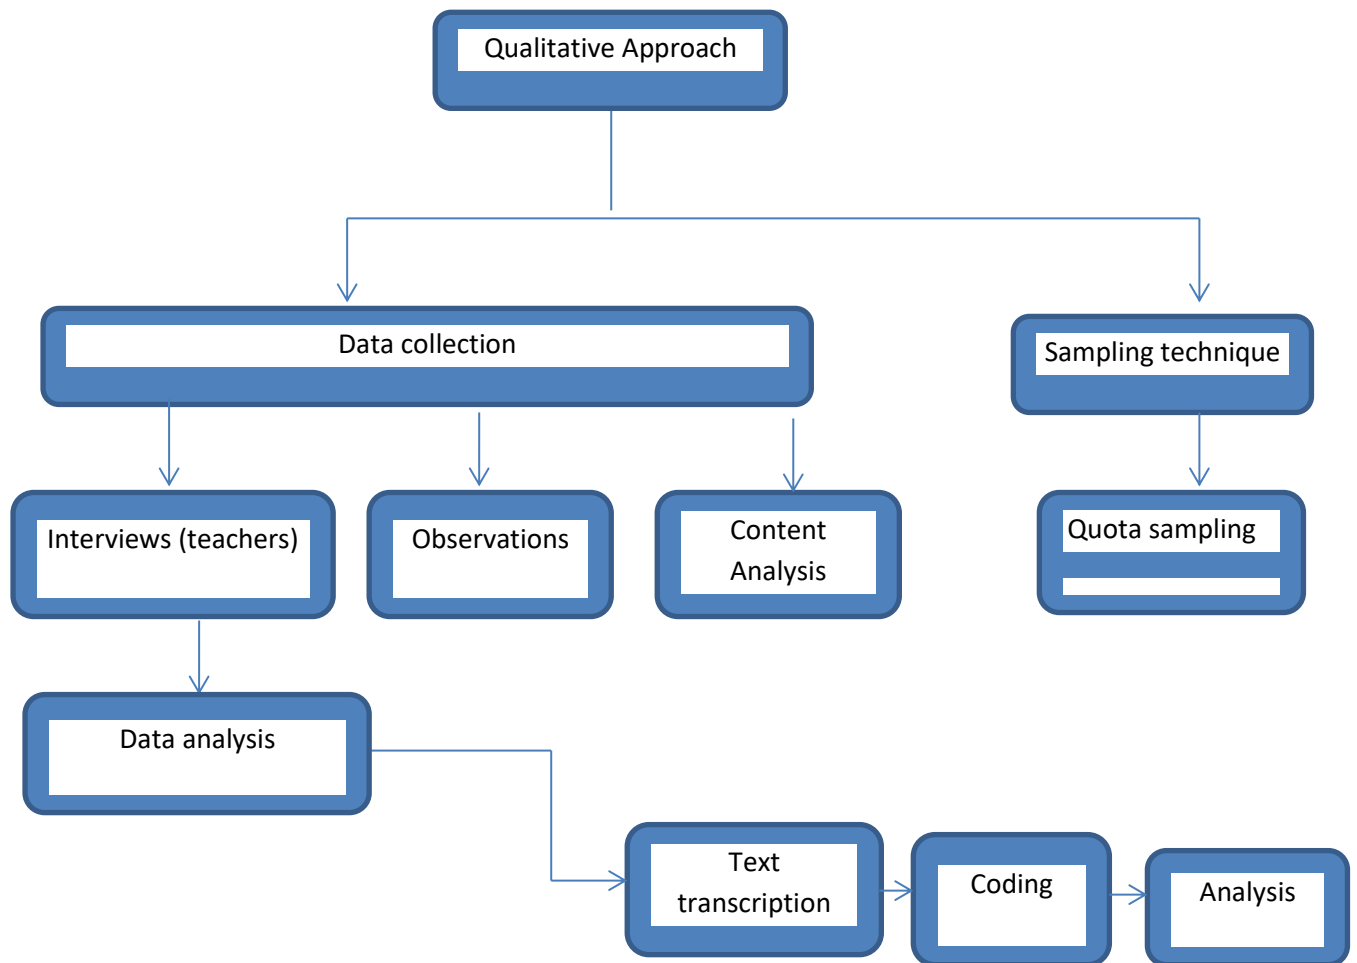 Qualitative Approach
Data collection
Sampling technique
Interviews (teachers)
Observations
Content
Analysis
Quota sampling
Data analysis
Text
transcription
Coding
Analysis